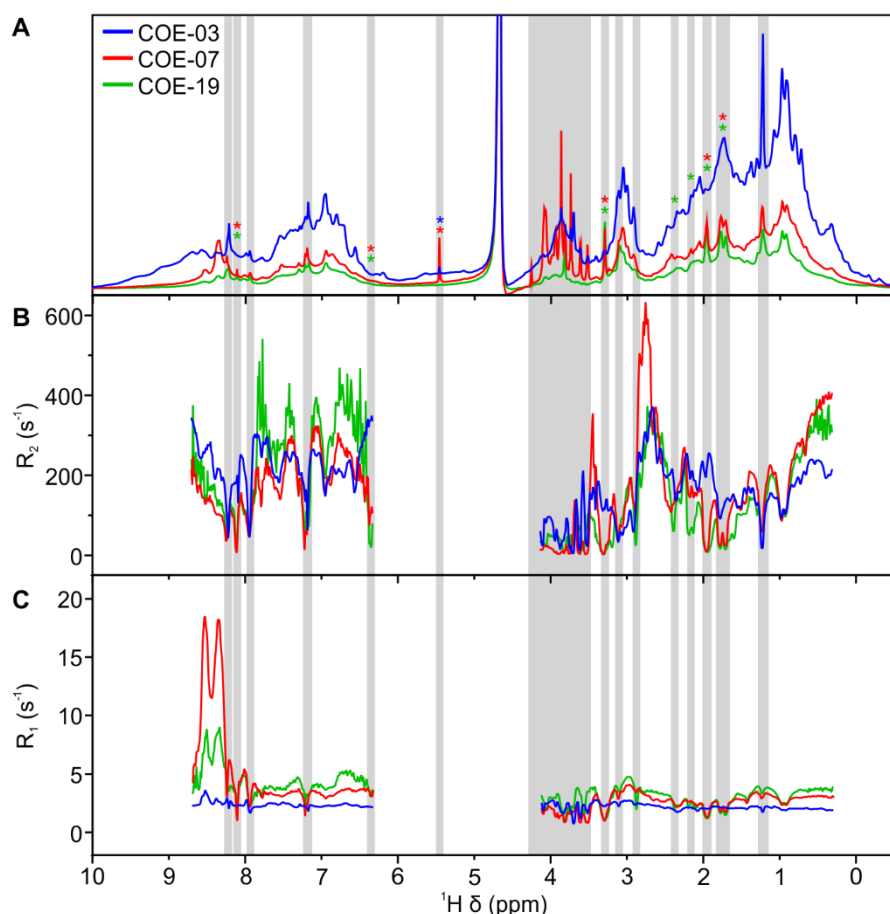 A
COE-03
COE-07
COE-19
* * * * * * * * * * * * * * *
B
600
400
200
0
R₂ (s⁻¹)
C
20
15
10
5
0
R₁ (s⁻¹)
10 9 8 7 6 5 4 3 2 1 0
¹H δ (ppm)